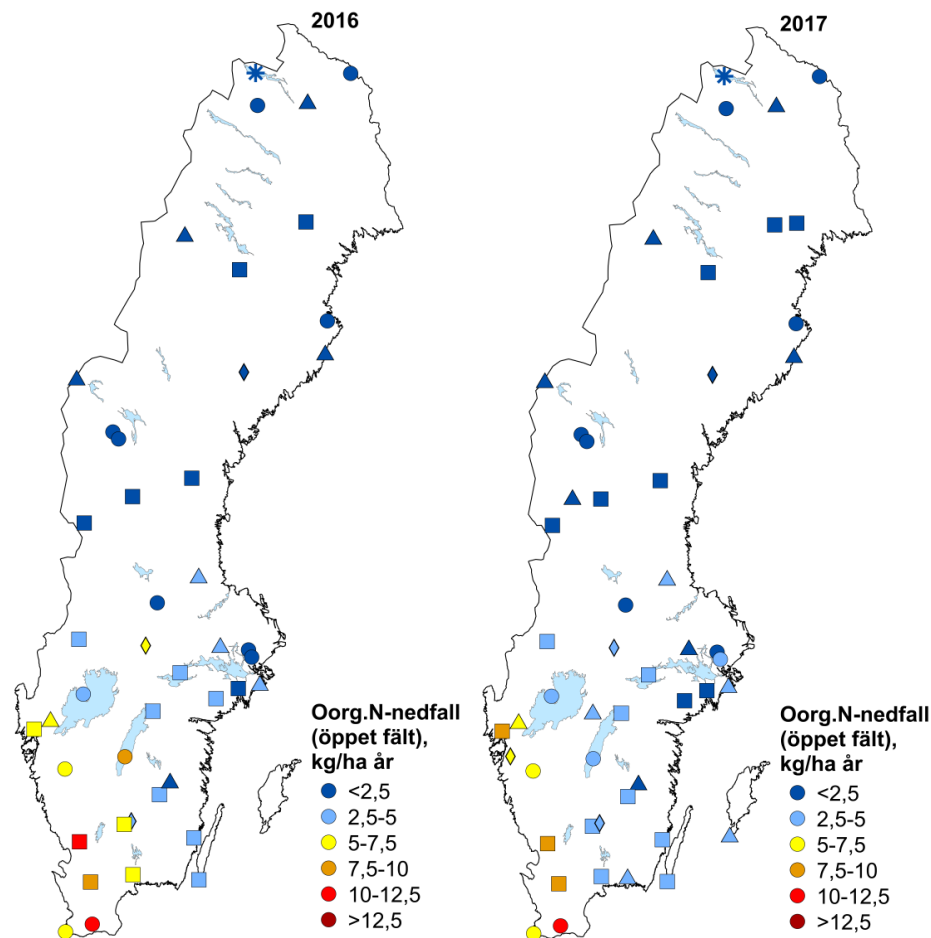 2016
Oorg.N-nedfall
(öppet fält),
kg/ha år
<2,5
2,5-5
5-7,5
7,5-10
10-12,5
>12,5
2017
Oorg.N-nedfall
(öppet fält),
kg/ha år
<2,5
2,5-5
5-7,5
7,5-10
10-12,5
>12,5